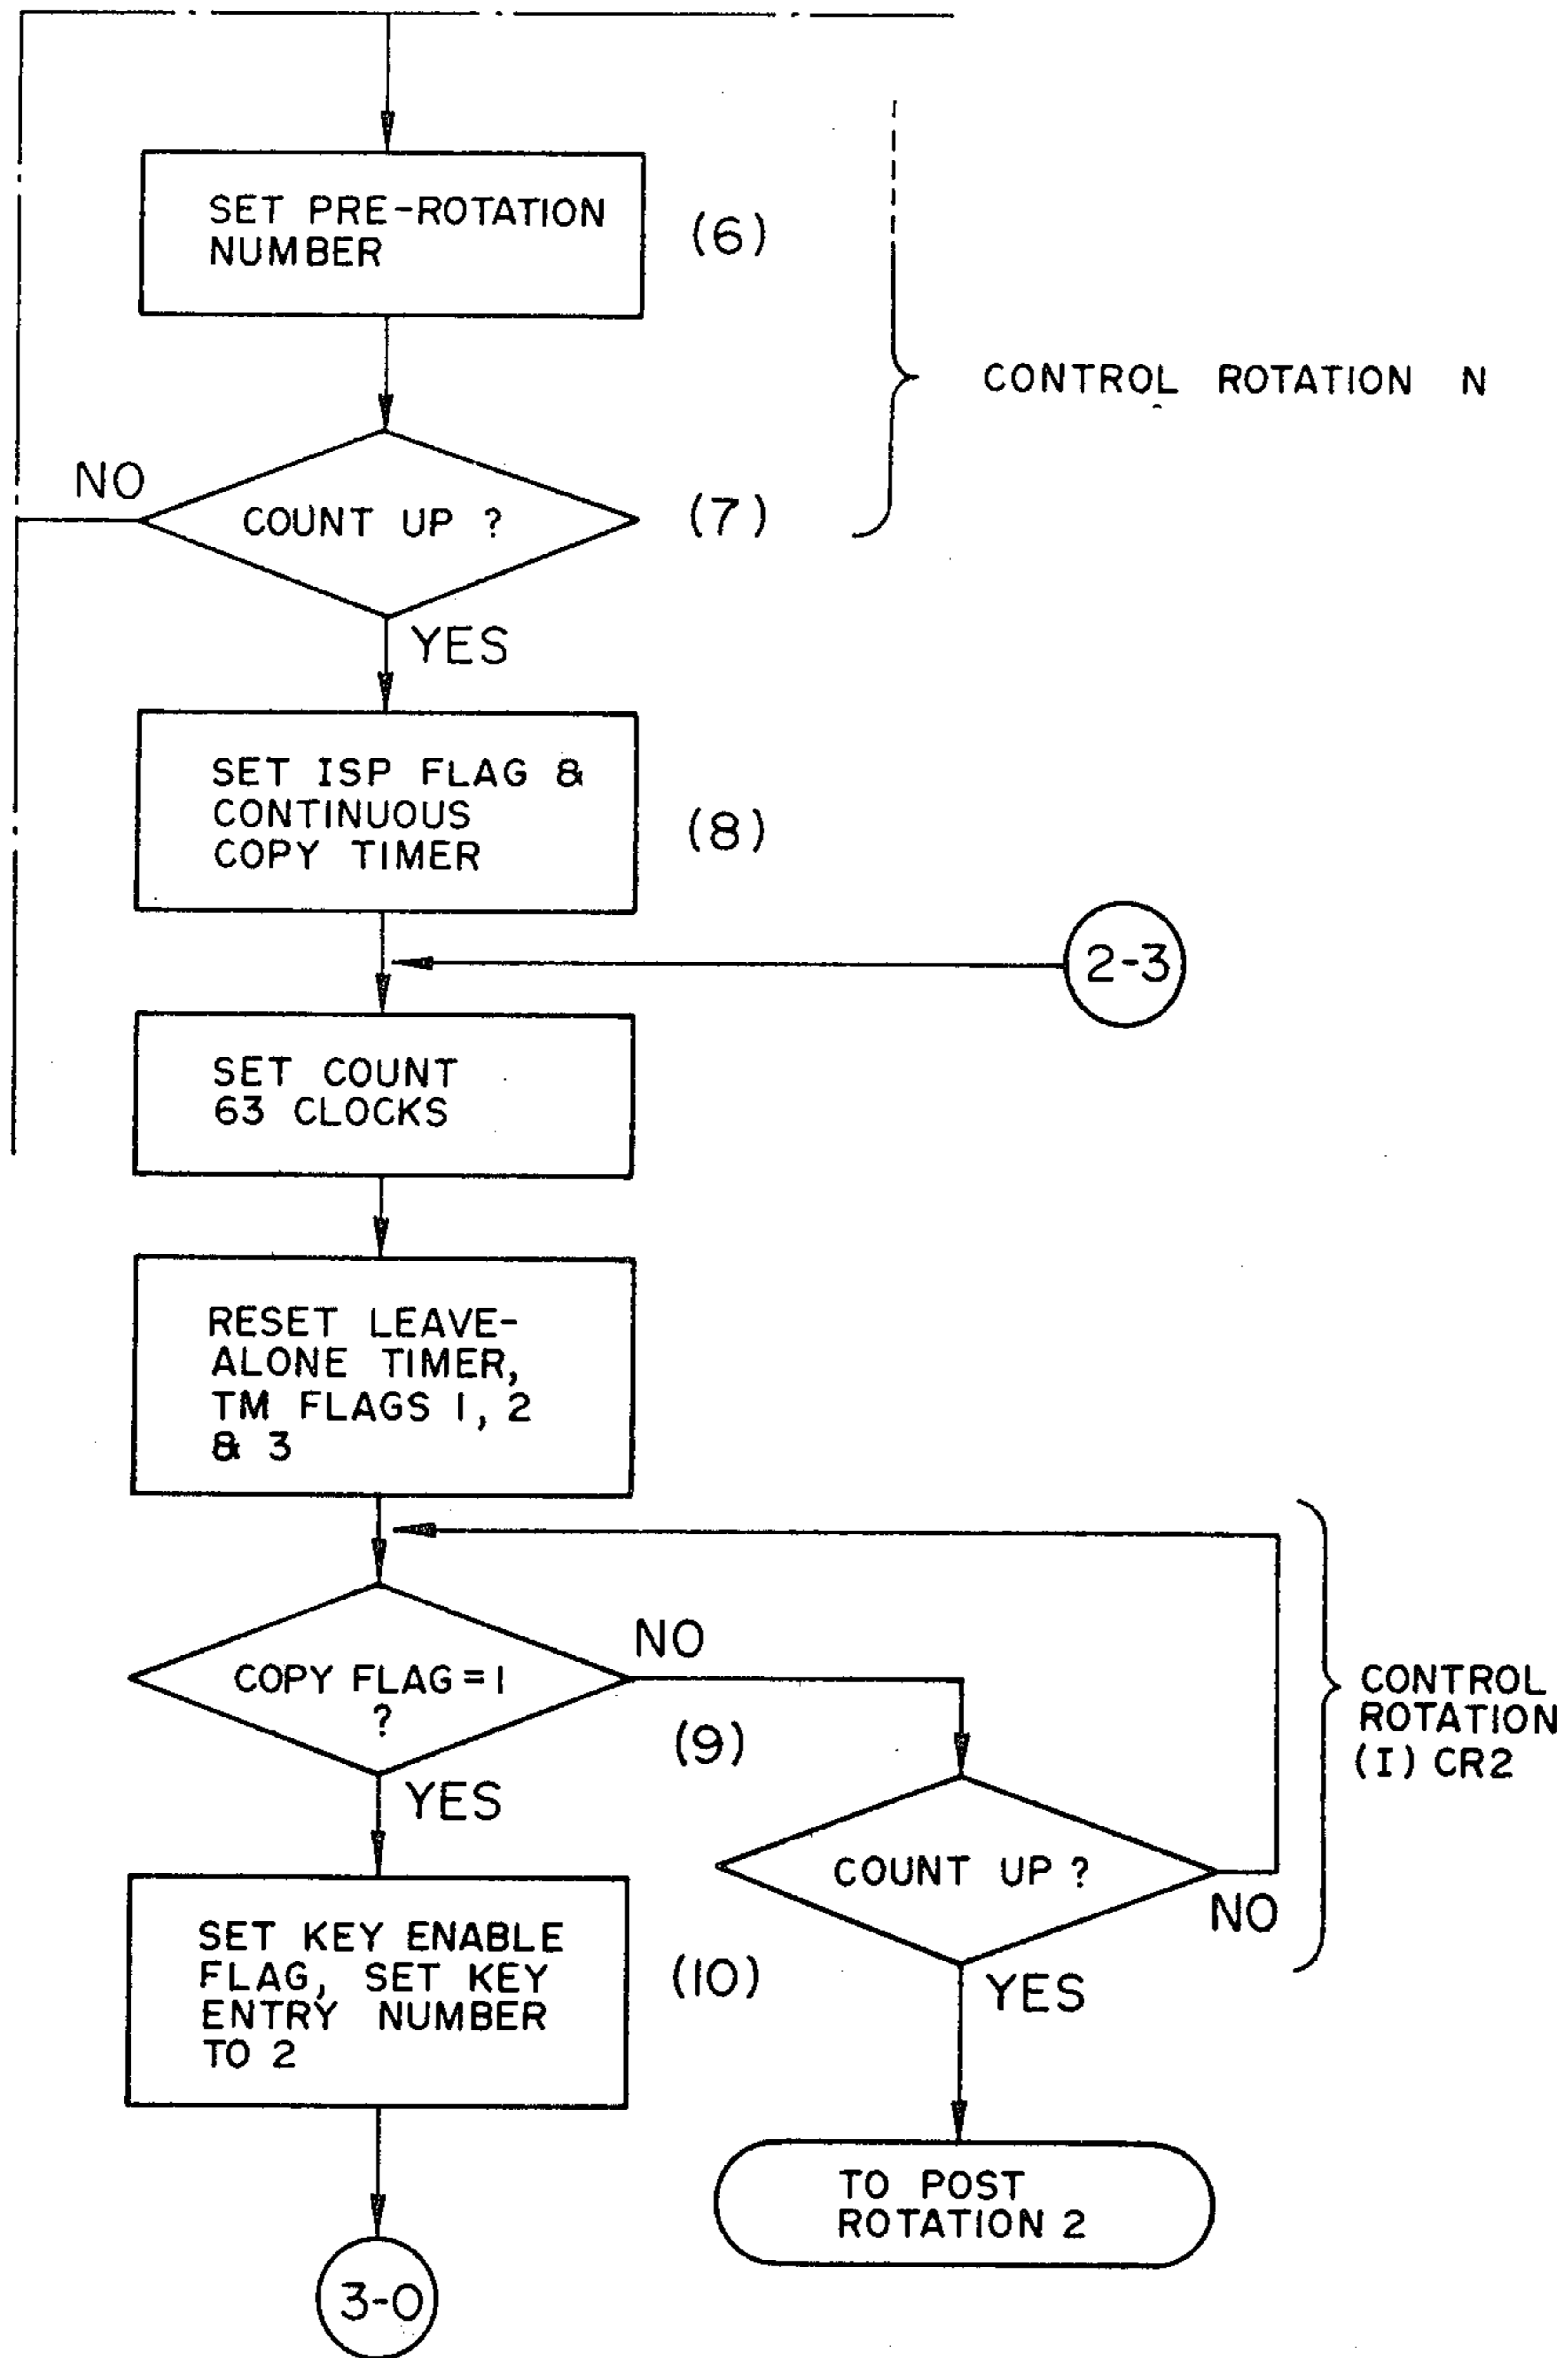 SET PRE-ROTATION
NUMBER
(6)
CONTROL ROTATION N
NO
COUNT UP ?
(7)
YES
SET ISP FLAG &
CONTINUOUS
COPY TIMER
(8)
2-3
SET COUNT
63 CLOCKS
RESET LEAVE-
ALONE TIMER,
TM FLAGS 1, 2
& 3
COPY FLAG = 1
?
NO
(9)
YES
CONTROL
ROTATION
(I) CR2
COUNT UP ?
NO
YES
SET KEY ENABLE
FLAG, SET KEY
ENTRY NUMBER
TO 2
(10)
TO POST
ROTATION 2
3-0